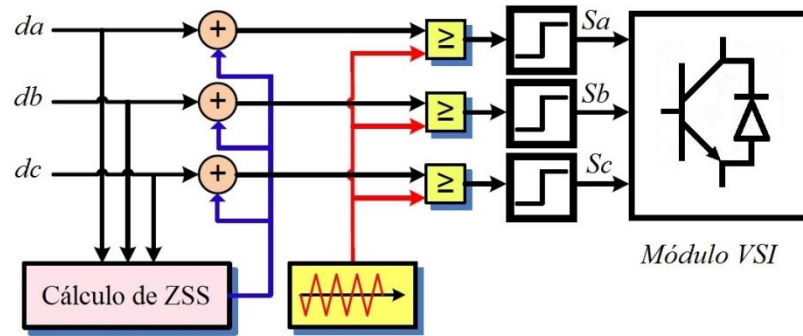 da
+
≥
Sa
db
+
≥
Sb
dc
+
≥
Sc
Cálculo de ZSS
Módulo VSI